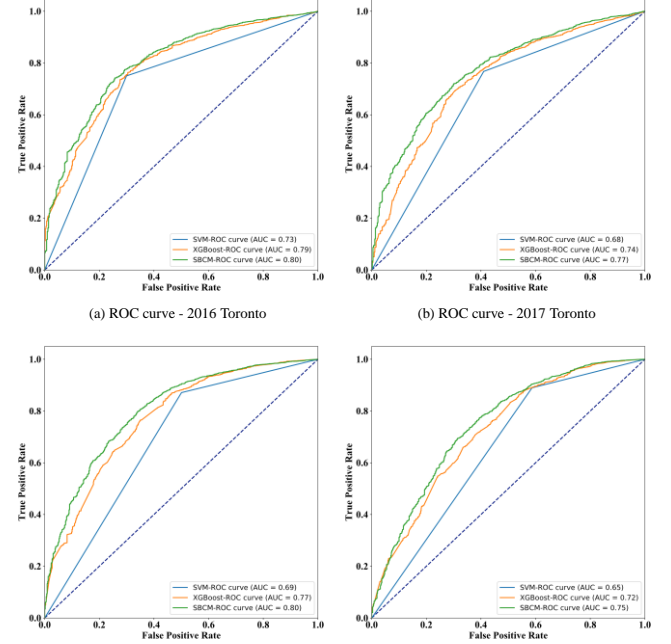 1.0
0.8
0.6
0.4
0.2
0.0
True Positive Rate
SVM-ROC curve (AUC = 0.73)
XGBoost-ROC curve (AUC = 0.79)
SBCM-ROC curve (AUC = 0.80)
0.0 0.2 0.4 0.6 0.8 1.0
False Positive Rate
(a) ROC curve - 2016 Toronto
1.0
0.8
0.6
0.4
0.2
0.0
True Positive Rate
SVM-ROC curve (AUC = 0.68)
XGBoost-ROC curve (AUC = 0.74)
SBCM-ROC curve (AUC = 0.77)
0.0 0.2 0.4 0.6 0.8 1.0
False Positive Rate
(b) ROC curve - 2017 Toronto
1.0
0.8
0.6
0.4
0.2
0.0
True Positive Rate
SVM-ROC curve (AUC = 0.69)
XGBoost-ROC curve (AUC = 0.77)
SBCM-ROC curve (AUC = 0.80)
0.0 0.2 0.4 0.6 0.8 1.0
False Positive Rate
1.0
0.8
0.6
0.4
0.2
0.0
True Positive Rate
SVM-ROC curve (AUC = 0.65)
XGBoost-ROC curve (AUC = 0.72)
SBCM-ROC curve (AUC = 0.75)
0.0 0.2 0.4 0.6 0.8 1.0
False Positive Rate